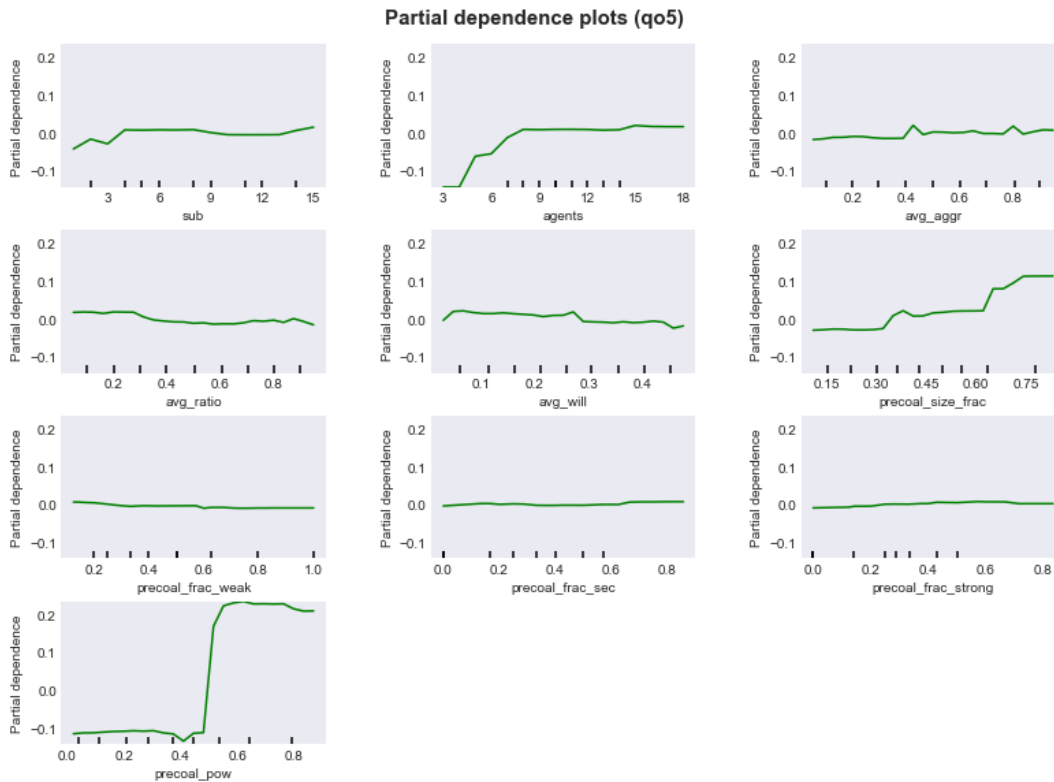 Partial dependence plots (qo5)
Partial dependence
0.2
0.1
0.0
−0.1
3 6 9 12 15
sub
Partial dependence
0.2
0.1
0.0
−0.1
3 6 9 12 15 18
agents
Partial dependence
0.2
0.1
0.0
−0.1
0.2 0.4 0.6 0.8
avg_aggr
Partial dependence
0.2
0.1
0.0
−0.1
0.2 0.4 0.6 0.8
avg_ratio
Partial dependence
0.2
0.1
0.0
−0.1
0.1 0.2 0.3 0.4
avg_will
Partial dependence
0.2
0.1
0.0
−0.1
0.15 0.30 0.45 0.60 0.75
precoal_size_frac
Partial dependence
0.2
0.1
0.0
−0.1
0.2 0.4 0.6 0.8 1.0
precoal_frac_weak
Partial dependence
0.2
0.1
0.0
−0.1
0.0 0.2 0.4 0.6 0.8
precoal_frac_sec
Partial dependence
0.2
0.1
0.0
−0.1
0.0 0.2 0.4 0.6 0.8
precoal_frac_strong
Partial dependence
0.2
0.1
0.0
−0.1
0.0 0.2 0.4 0.6 0.8
precoal_pow